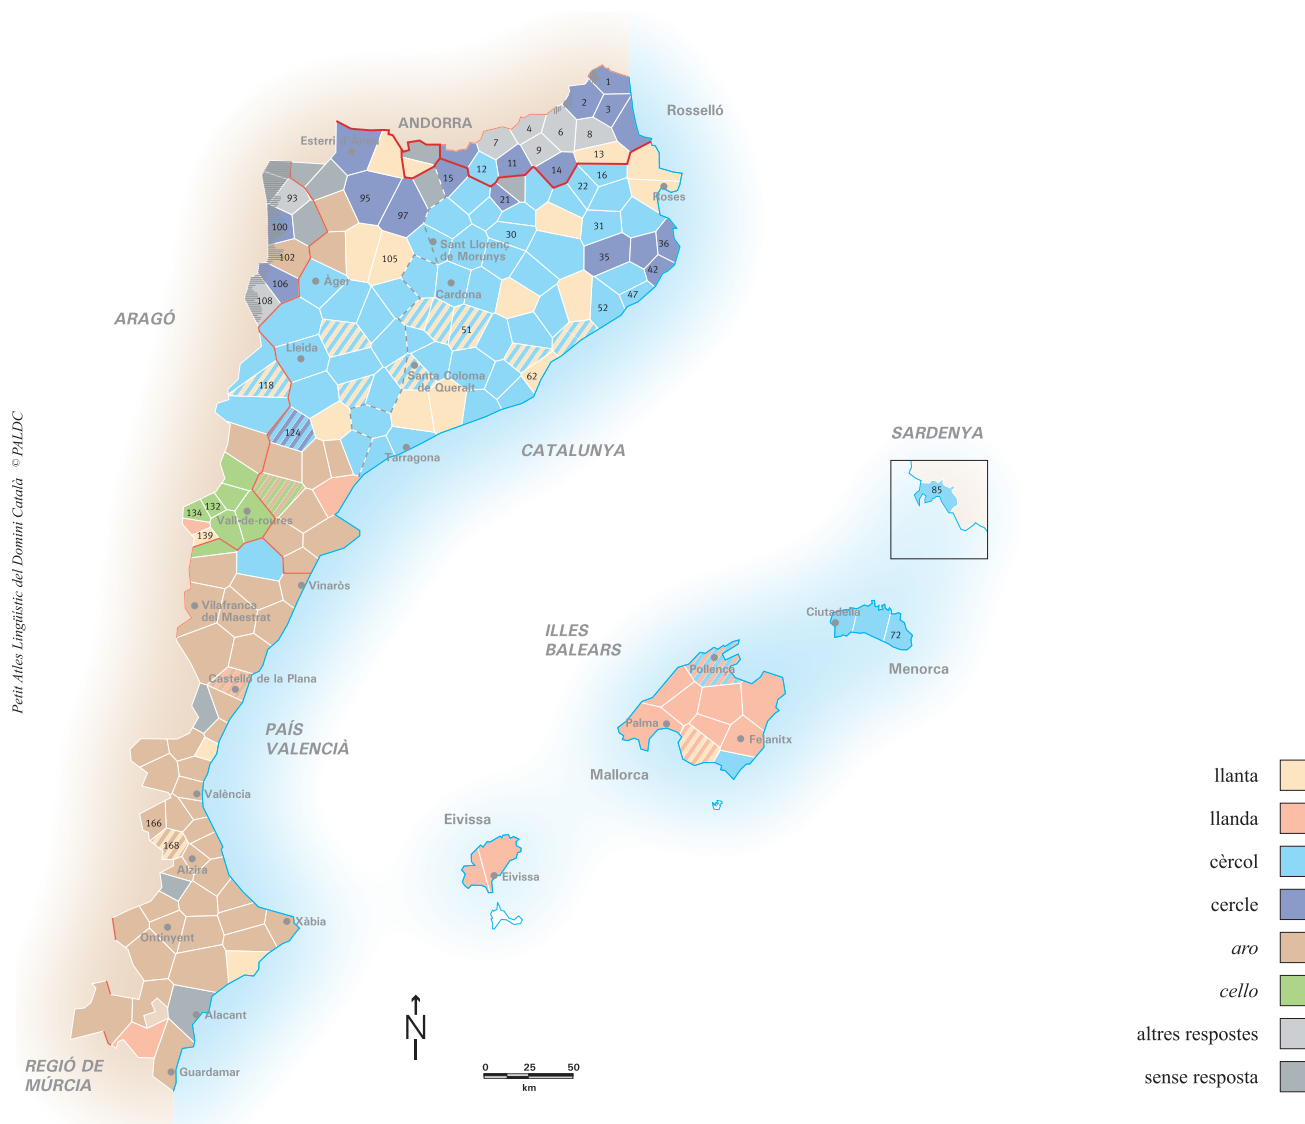 1
Rosselló
2
3
ANDORRA
4
6
8
Esterri d'Àneu
7
9
13
11
12
14
16
15
22
Roses
93
95
21
97
100
31
30
36
Sant Llorenç
de Morunys
102
105
35
42
106
Àger
Cardona
47
108
52
ARAGÓ
51
Lleida
Santa Coloma
de Queralt
62
118
124
CATALUNYA
SARDENYA
Tarragona
85
132
134
Vall-de-roures
139
Petit Atles Lingüístic del Domini Català © PALDC
Vinaròs
Vilafranca
del Maestrat
Ciutadella
72
ILLES
BALEARS
Menorca
Pollença
Castelló de la Plana
Palma
Felanitx
PAÍS
VALENCIÀ
Mallorca
València
Eivissa
166
168
Alzira
Eivissa
Xàbia
Ontinyent
Alacant
N
REGIÓ DE
MÚRCIA
Guardamar
0 25 50
km
llanta
llanda
cèrcol
cercle
aro
cello
altres respostes
sense resposta